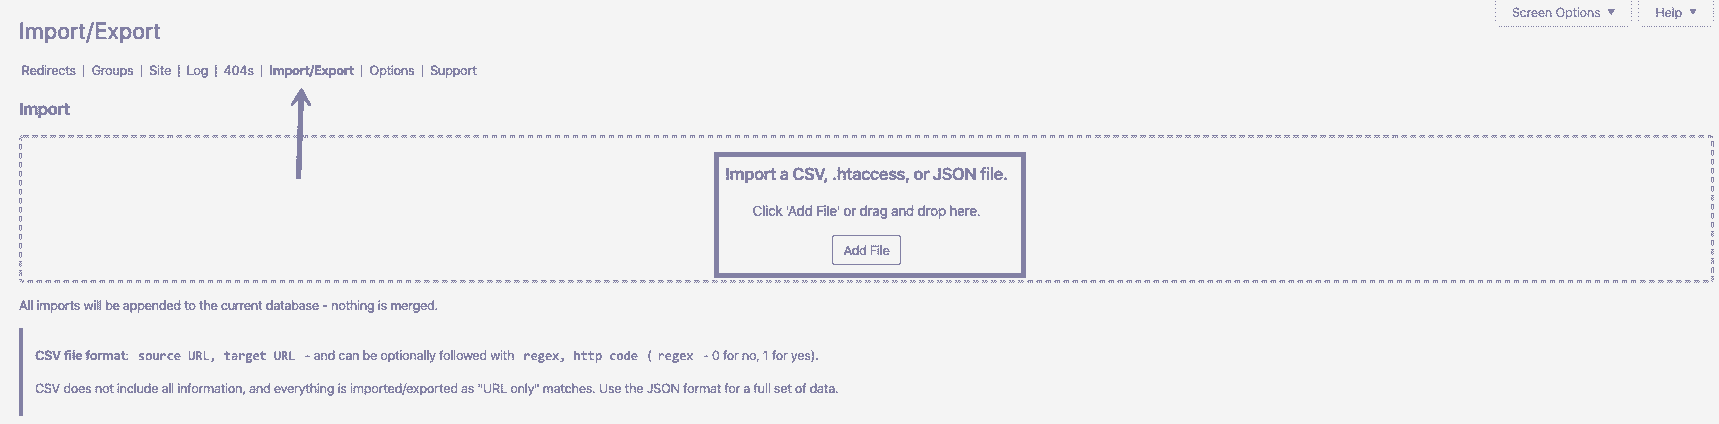 Screen Options ▼
Help ▼
Import/Export
Redirects | Groups | Site | Log | 404s | Import/Export | Options | Support
Import
Import a CSV, .htaccess, or JSON file.
Click 'Add File' or drag and drop here.
Add File
All imports will be appended to the current database - nothing is merged.
CSV file format: source URL, target URL - and can be optionally followed with regex, http code ( regex - 0 for no, 1 for yes).
CSV does not include all information, and everything is imported/exported as "URL only" matches. Use the JSON format for a full set of data.